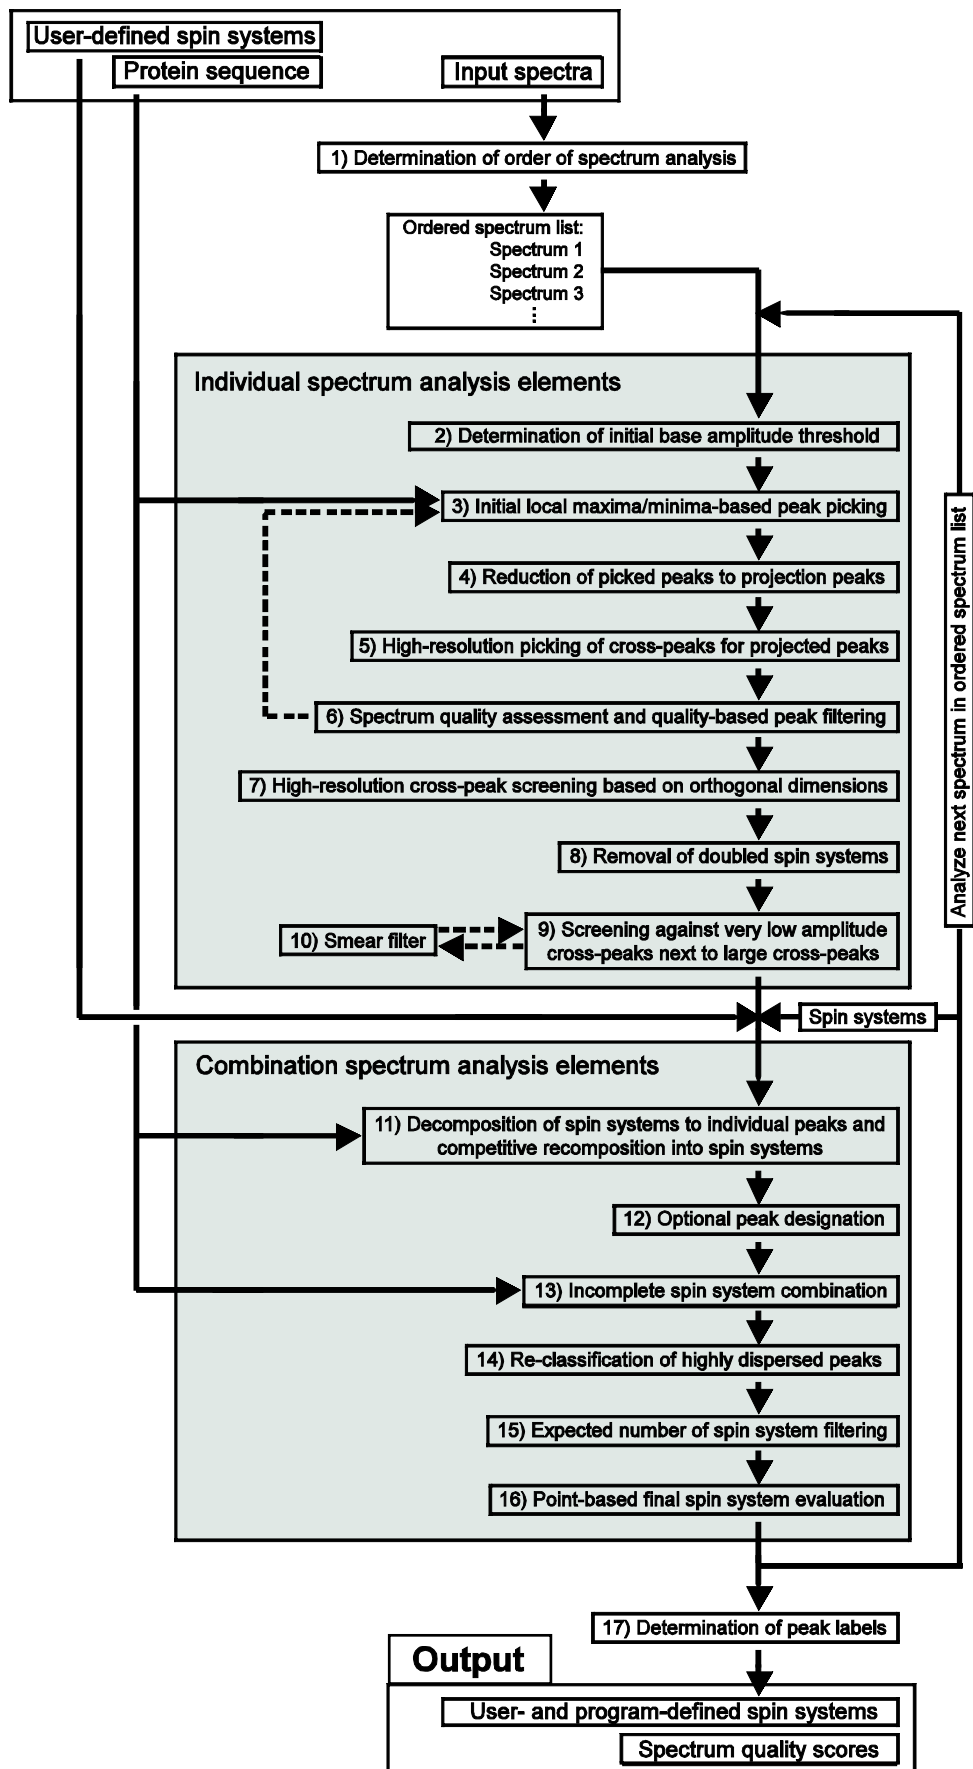 User-defined spin systems
Protein sequence
Input spectra
1) Determination of order of spectrum analysis
Ordered spectrum list:
Spectrum 1
Spectrum 2
Spectrum 3
⋮
Individual spectrum analysis elements
2) Determination of initial base amplitude threshold
3) Initial local maxima/minima-based peak picking
4) Reduction of picked peaks to projection peaks
5) High-resolution picking of cross-peaks for projected peaks
6) Spectrum quality assessment and quality-based peak filtering
7) High-resolution cross-peak screening based on orthogonal dimensions
8) Removal of doubled spin systems
9) Screening against very low amplitude
cross-peaks next to large cross-peaks
10) Smear filter
Analyze next spectrum in ordered spectrum list
Spin systems
Combination spectrum analysis elements
11) Decomposition of spin systems to individual peaks and
competitive recomposition into spin systems
12) Optional peak designation
13) Incomplete spin system combination
14) Re-classification of highly dispersed peaks
15) Expected number of spin system filtering
16) Point-based final spin system evaluation
17) Determination of peak labels
Output
User- and program-defined spin systems
Spectrum quality scores